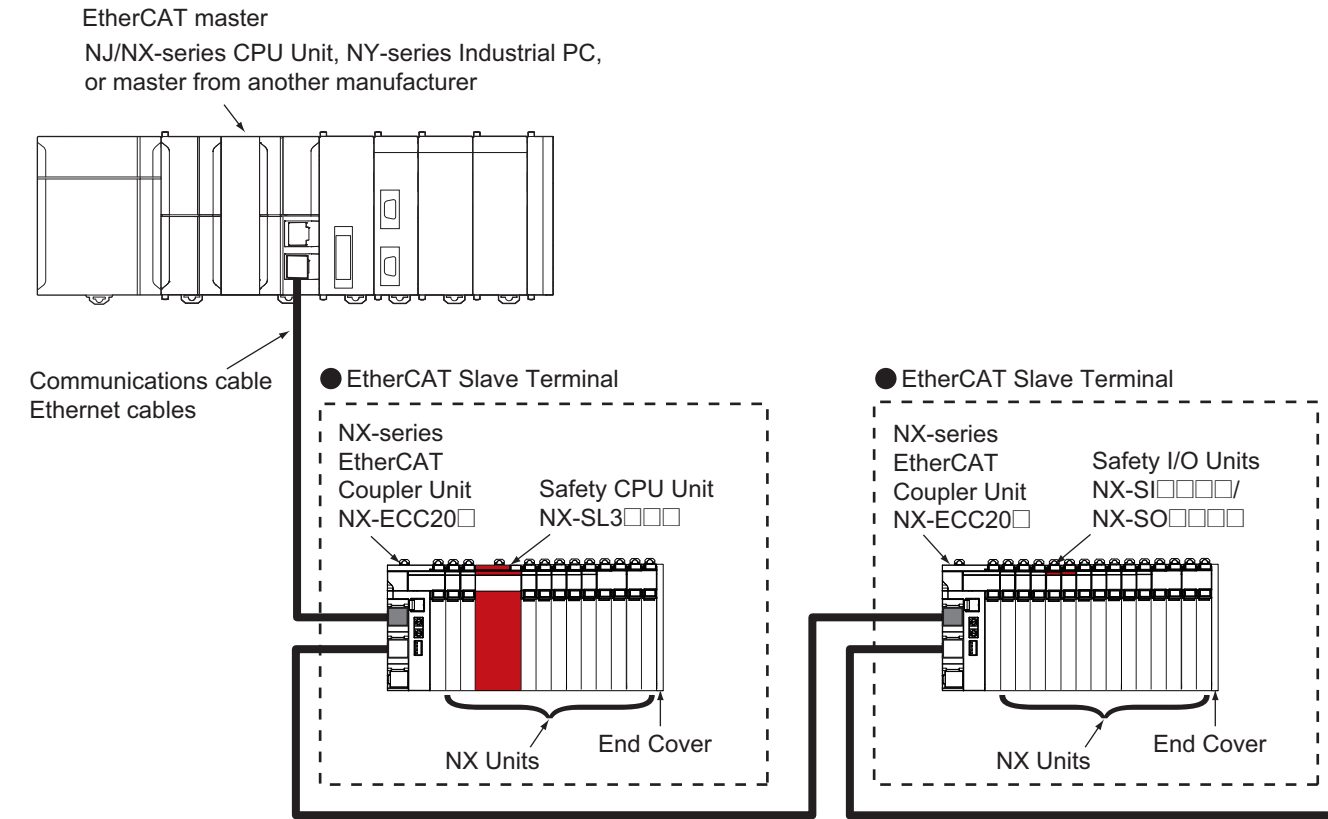 EtherCAT master
NJ/NX-series CPU Unit, NY-series Industrial PC,
or master from another manufacturer
Communications cable
Ethernet cables
● EtherCAT Slave Terminal
NX-series
EtherCAT
Coupler Unit
NX-ECC20□
Safety CPU Unit
NX-SL3□□□
NX Units
End Cover
● EtherCAT Slave Terminal
NX-series
EtherCAT
Coupler Unit
NX-ECC20□
Safety I/O Units
NX-SI□□□□/
NX-SO□□□□
NX Units
End Cover